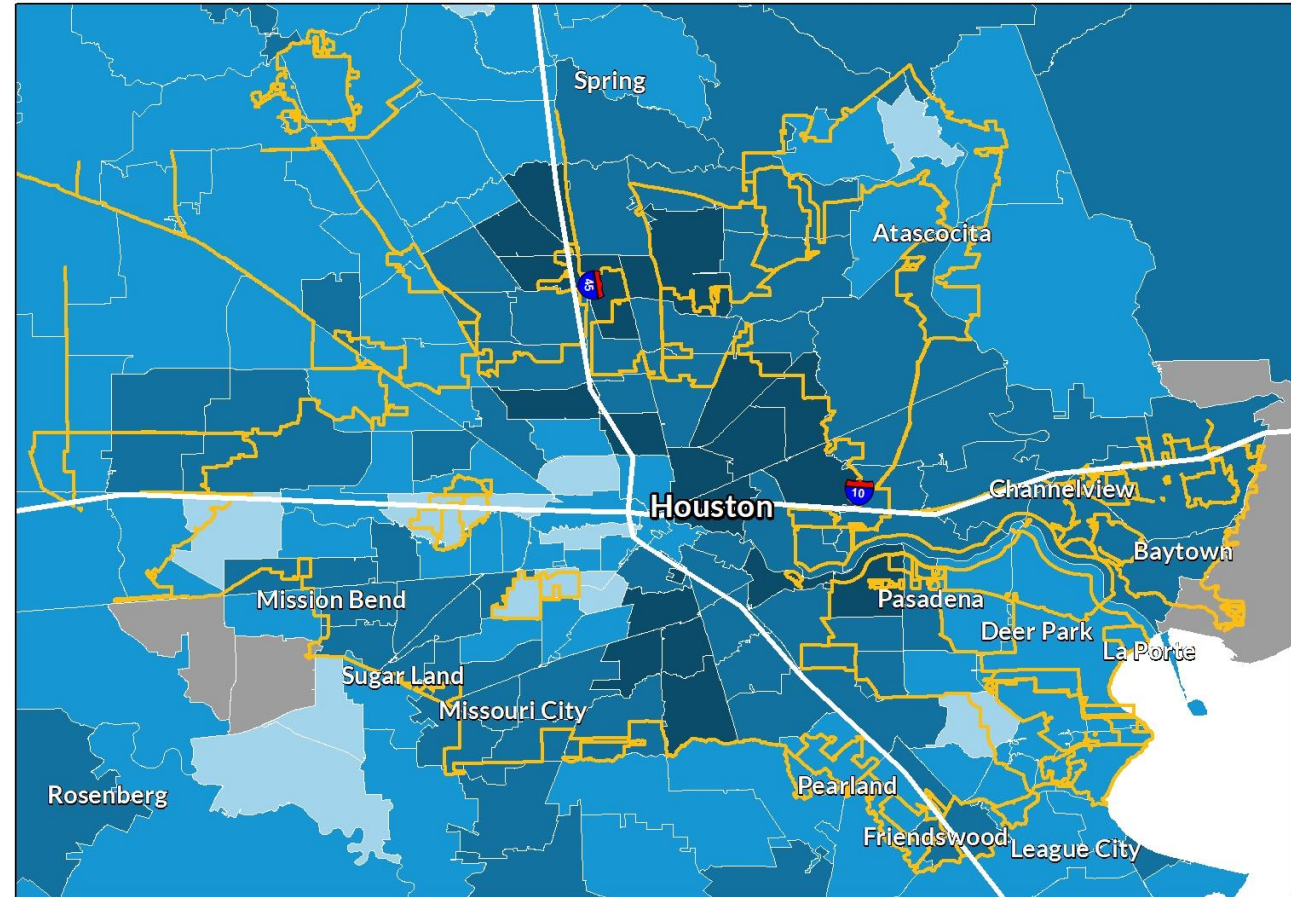 Spring
Atascocita
45
10
Houston
Channelview
Baytown
Mission Bend
Pasadena
Deer Park
La Porte
Sugar Land
Missouri City
Rosenberg
Pearland
Friendswood
League City